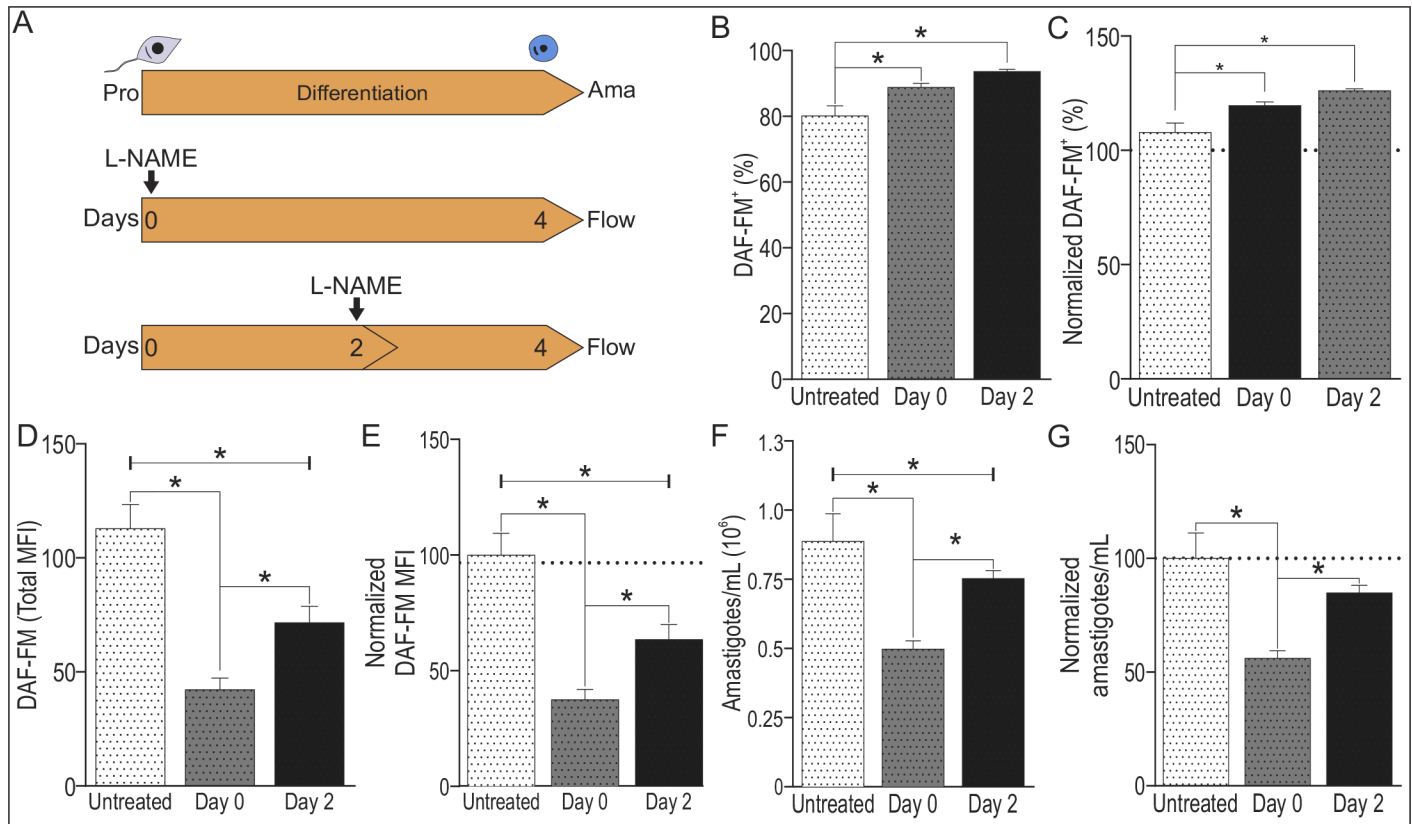 A
Pro
Differentiation
Ama
L-NAME
Days 0 4 Flow
L-NAME
Days 0 2 4 Flow
B
DAF-FM⁺ (%)
100
80
60
40
20
0
*
*
Untreated Day 0 Day 2
C
Normalized DAF-FM⁺ (%)
150
100
50
0
*
*
Untreated Day 0 Day 2
D
DAF-FM (Total MFI)
150
100
50
0
*
*
*
Untreated Day 0 Day 2
E
Normalized
DAF-FM MFI
150
100
50
0
*
*
*
Untreated Day 0 Day 2
F
Amastigotes/mL (10⁶)
1.3
1.0
0.75
0.5
0.25
0
*
*
*
Untreated Day 0 Day 2
G
Normalized
amastigotes/mL
150
100
50
0
*
*
Untreated Day 0 Day 2